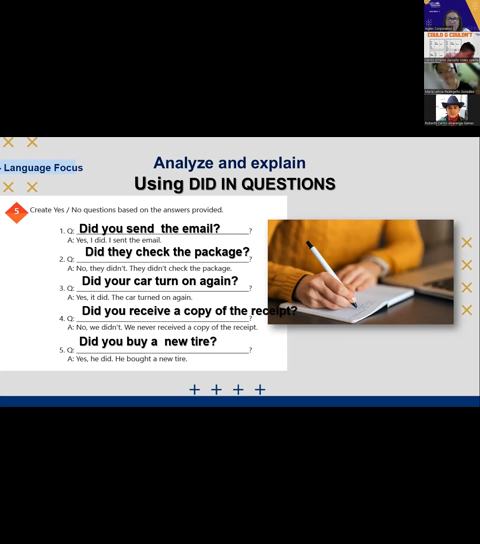 COULD & COULDN'T
- Language Focus
Analyze and explain
Using DID IN QUESTIONS
5 Create Yes / No questions based on the answers provided.
1. Q: Did you send the email? ?
A: Yes, I did. I sent the email.
2. Q: Did they check the package? ?
A: No, they didn't. They didn't check the package.
3. Q: Did your car turn on again? ?
A: Yes, it did. The car turned on again.
4. Q: Did you receive a copy of the receipt? ?
A: No, we didn't. We never received a copy of the receipt.
5. Q: Did you buy a new tire? ?
A: Yes, he did. He bought a new tire.